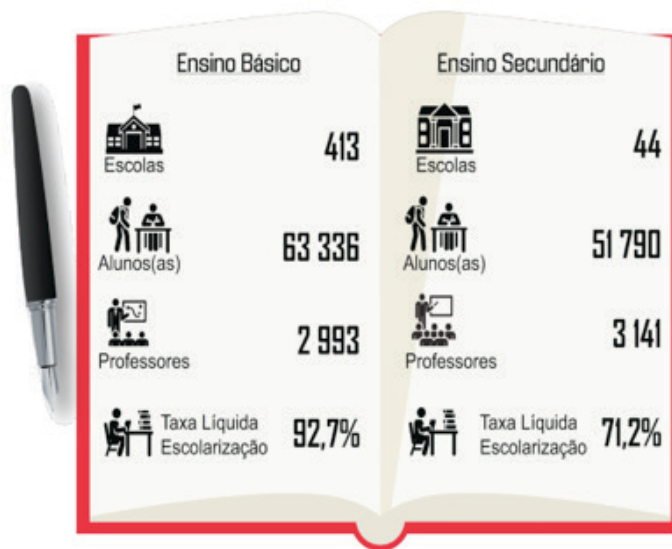 Ensino Básico
Escolas
413
Alunos(as)
63 336
Professores
2 993
Taxa Líquida
Escolarização
92,7%
Ensino Secundário
Escolas
44
Alunos(as)
51 790
Professores
3 141
Taxa Líquida
Escolarização
71,2%